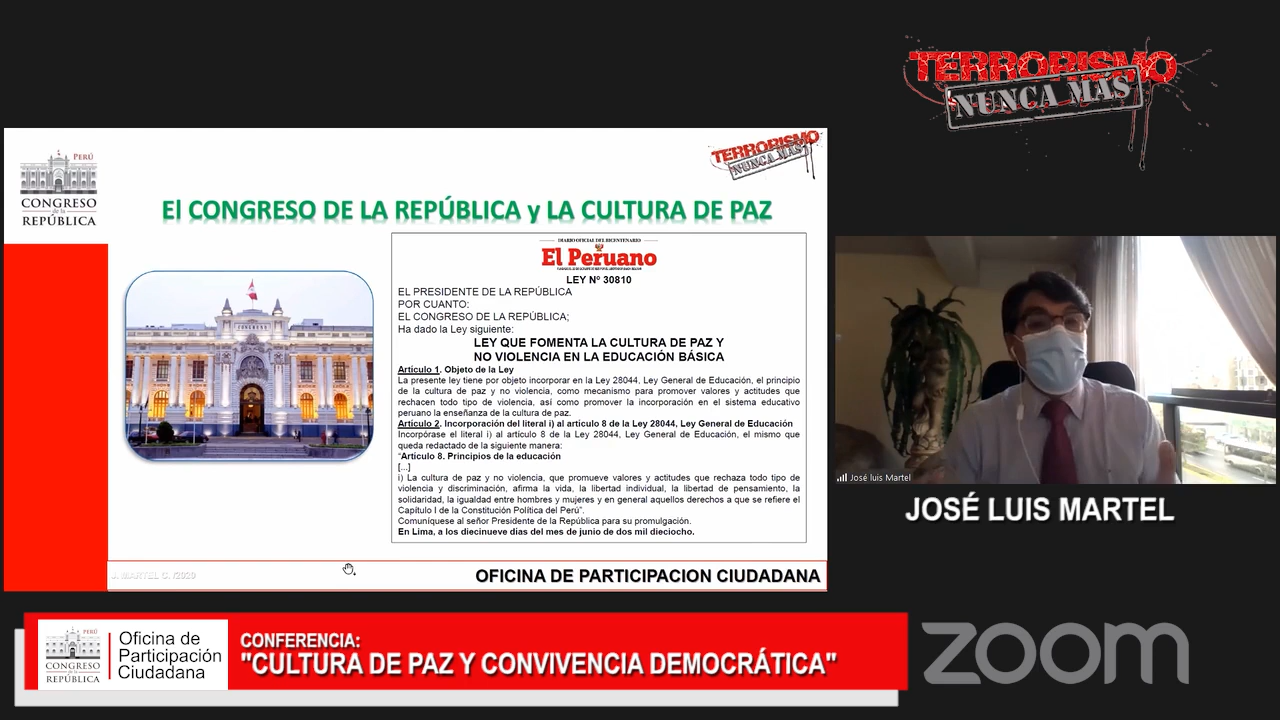 TERRORISMO
NUNCA MÁS
PERÚ
CONGRESO
de la
REPÚBLICA
TERRORISMO
NUNCA MÁS
El CONGRESO DE LA REPÚBLICA y LA CULTURA DE PAZ
DIARIO OFICIAL DEL BICENTENARIO
El Peruano
LEY Nº 30810
EL PRESIDENTE DE LA REPÚBLICA
POR CUANTO:
EL CONGRESO DE LA REPÚBLICA;
Ha dado la Ley siguiente:
LEY QUE FOMENTA LA CULTURA DE PAZ Y
NO VIOLENCIA EN LA EDUCACIÓN BÁSICA
Artículo 1. Objeto de la Ley
La presente ley tiene por objeto incorporar en la Ley 28044, Ley General de Educación, el principio
de la cultura de paz y no violencia, como mecanismo para promover valores y actitudes que
rechacen todo tipo de violencia, así como promover la incorporación en el sistema educativo
peruano la enseñanza de la cultura de paz.
Artículo 2. Incorporación del literal i) al artículo 8 de la Ley 28044, Ley General de Educación
Incorpórase el literal i) al artículo 8 de la Ley 28044, Ley General de Educación, el mismo que
queda redactado de la siguiente manera:
“Artículo 8. Principios de la educación
[...]
i) La cultura de paz y no violencia, que promueve valores y actitudes que rechaza todo tipo de
violencia y discriminación, afirma la vida, la libertad individual, la libertad de pensamiento, la
solidaridad, la igualdad entre hombres y mujeres y en general aquellos derechos a que se refiere el
Capítulo I de la Constitución Política del Perú”.
Comuníquese al señor Presidente de la República para su promulgación.
En Lima, a los diecinueve días del mes de junio de dos mil dieciocho.
J. MARTEL C. /2020
OFICINA DE PARTICIPACION CIUDADANA
José luis Martel
JOSÉ LUIS MARTEL
PERÚ
CONGRESO
de la
REPÚBLICA
Oficina de
Participación
Ciudadana
CONFERENCIA:
"CULTURA DE PAZ Y CONVIVENCIA DEMOCRÁTICA"
zoom